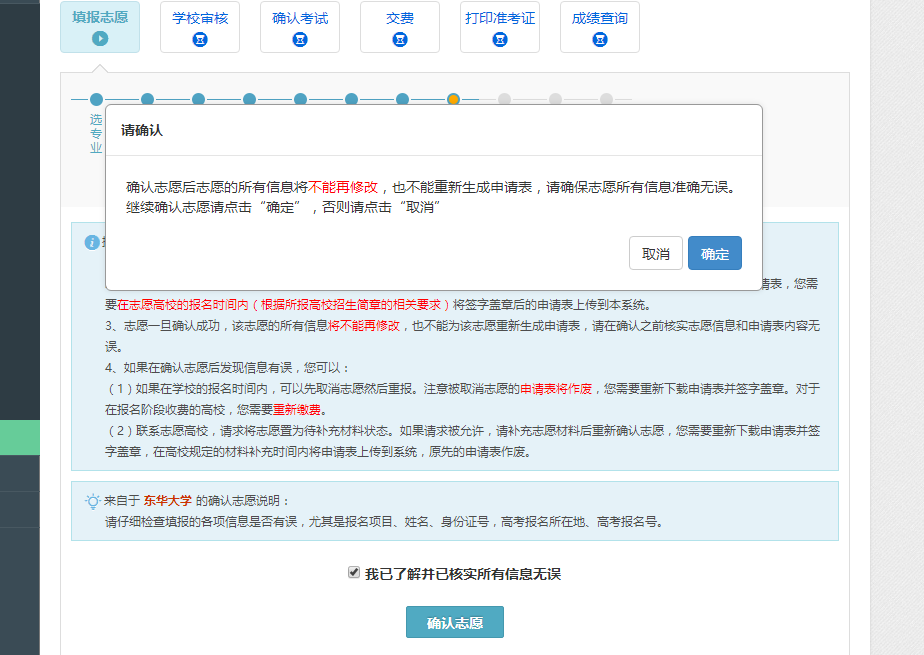 填报志愿
学校审核
确认考试
交费
打印准考证
成绩查询
选
专
业
请确认
确认志愿后志愿的所有信息将不能再修改，也不能重新生成申请表，请确保志愿所有信息准确无误。
继续确认志愿请点击“确定”，否则请点击“取消”
取消
确定
请表，您需
要在志愿高校的报名时间内（根据所报高校招生简章的相关要求）将签字盖章后的申请表上传到本系统。
3、志愿一旦确认成功，该志愿的所有信息将不能再修改，也不能为该志愿重新生成申请表，请在确认之前核实志愿信息和申请表内容无
误。
4、如果在确认志愿后发现信息有误，您可以：
（1）如果在学校的报名时间内，可以先取消志愿然后重报。注意被取消志愿的申请表将作废，您需要重新下载申请表并签字盖章。对于
在报名阶段收费的高校，您需要重新缴费。
（2）联系志愿高校，请求将志愿置为待补充材料状态。如果请求被允许，请补充志愿材料后重新确认志愿，您需要重新下载申请表并签
字盖章，在高校规定的材料补充时间内将申请表上传到系统，原先的申请表作废。
来自于 东华大学 的确认志愿说明：
请仔细检查填报的各项信息是否有误，尤其是报名项目、姓名、身份证号，高考报名所在地、高考报名号。
我已了解并已核实所有信息无误
确认志愿